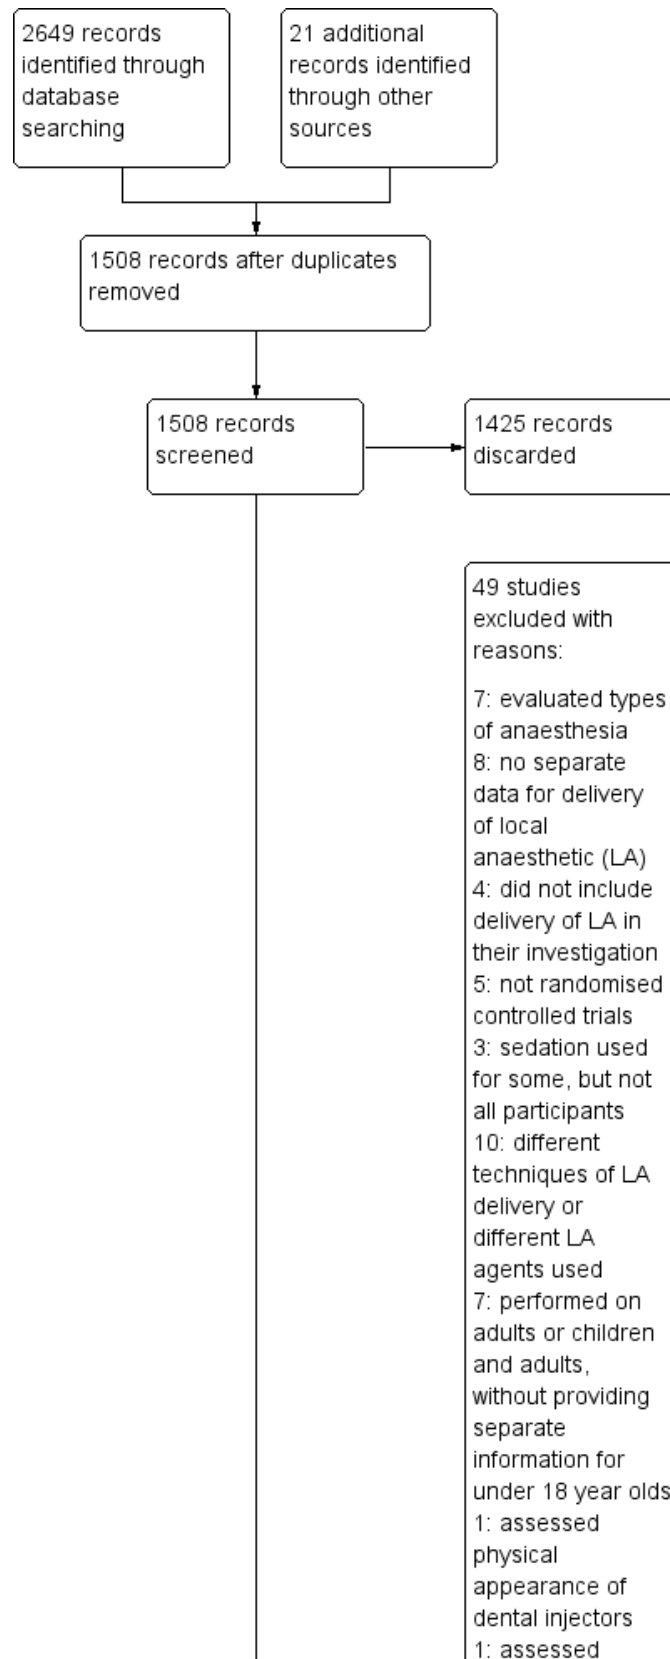 2649 records
identified through
database
searching
21 additional
records identified
through other
sources
1508 records after duplicates
removed
1508 records
screened
1425 records
discarded
49 studies
excluded with
reasons:
7: evaluated types
of anaesthesia
8: no separate
data for delivery
of local
anaesthetic (LA)
4: did not include
delivery of LA in
their investigation
5: not randomised
controlled trials
3: sedation used
for some, but not
all participants
10: different
techniques of LA
delivery or
different LA
agents used
7: performed on
adults or children
and adults,
without providing
separate
information for
under 18 year olds
1: assessed
physical
appearance of
dental injectors
1: assessed